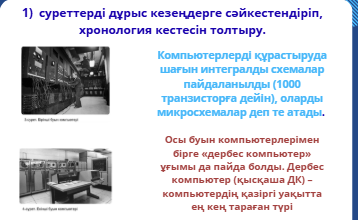 1) суреттерді дұрыс кезеңдерге сәйкестендіріп,
хронология кестесін толтыру.
Компьютерлерді құрастыруда
шағын интегралды схемалар
пайдаланылды (1000
транзисторға дейін), оларды
микросхемалар деп те атады.
Осы буын компьютерлерімен
бірге «дербес компьютер»
ұғымы да пайда болды. Дербес
компьютер (қысқаша ДК) –
компьютердің қазіргі уақытта
ең кең тараған түрі